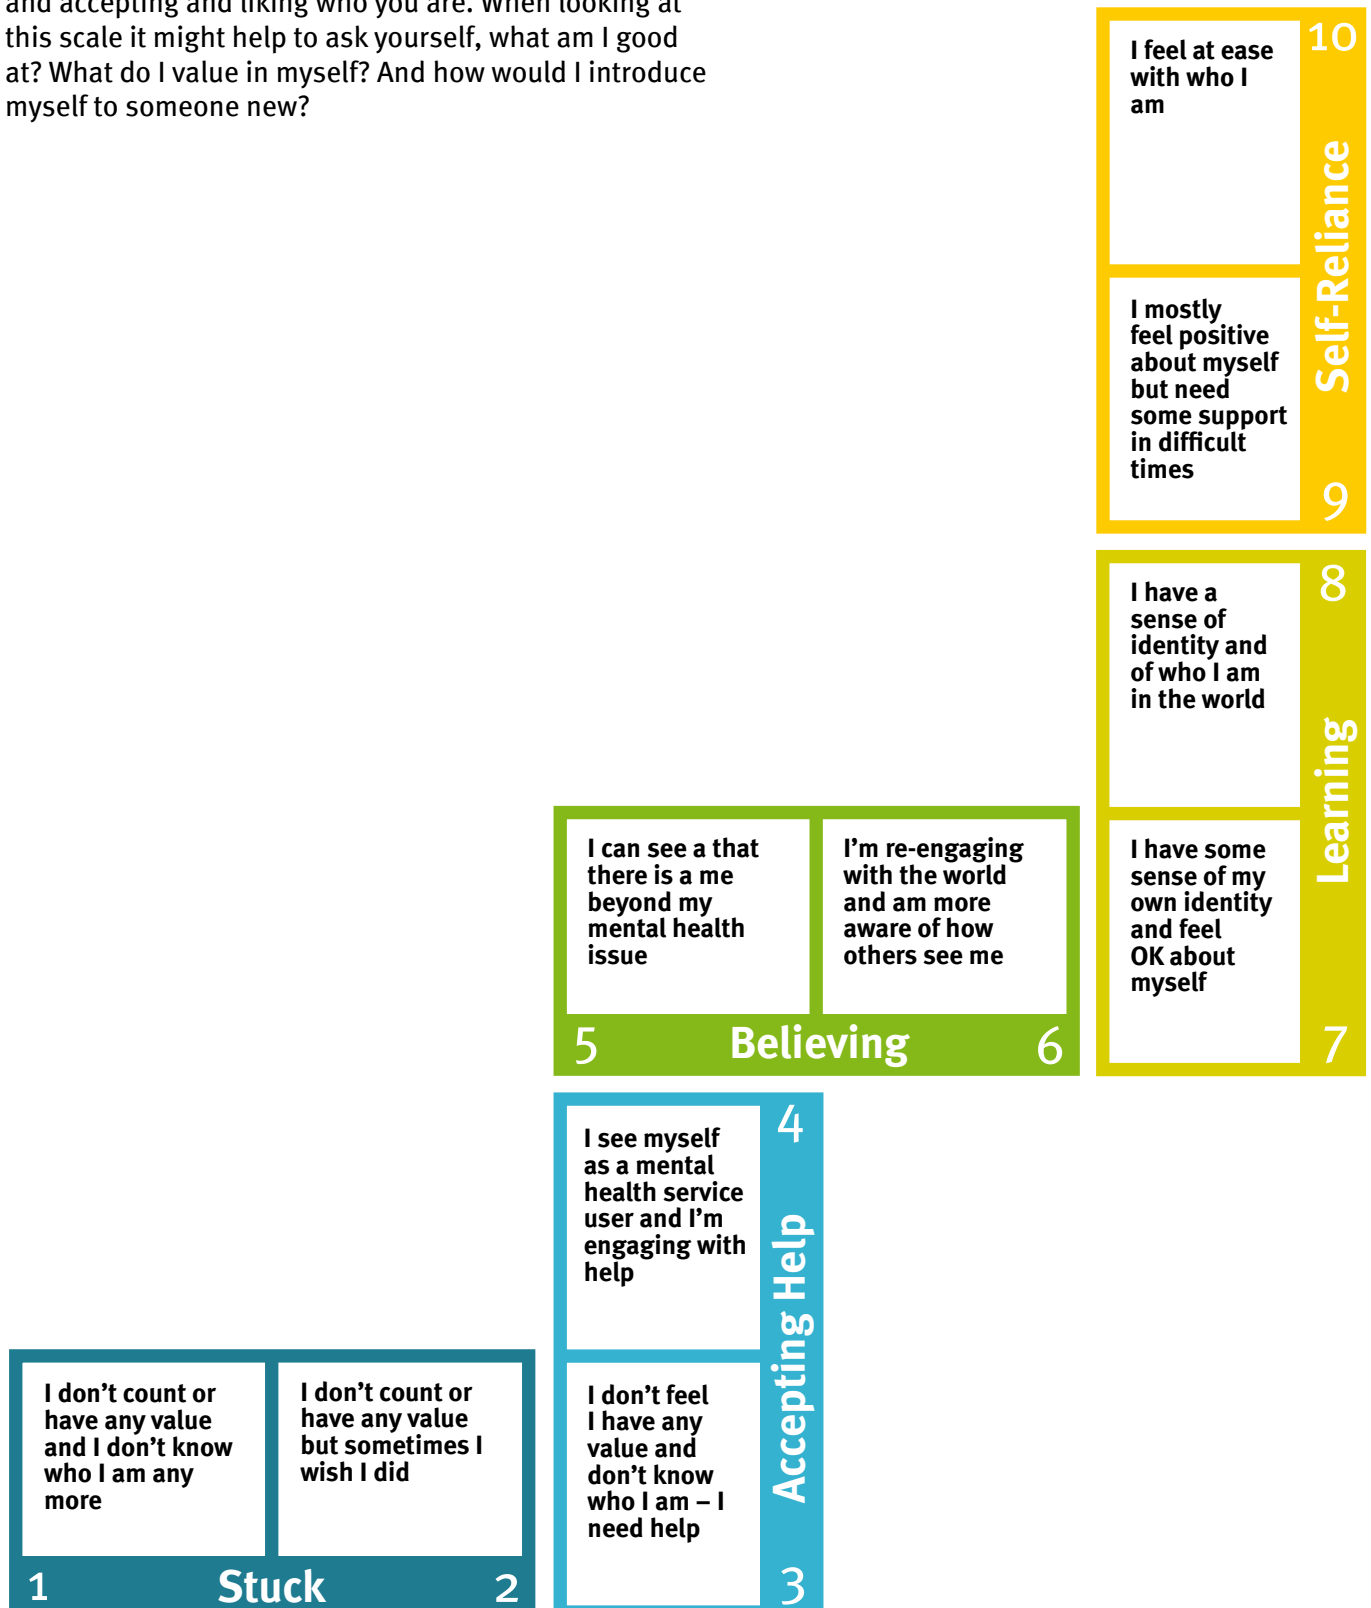 and accepting and liking who you are. When looking at
this scale it might help to ask yourself, what am I good
at? What do I value in myself? And how would I introduce
myself to someone new?
10
I feel at ease
with who I
am
Self-Reliance
I mostly
feel positive
about myself
but need
some support
in difficult
times
9
8
I have a
sense of
identity and
of who I am
in the world
Learning
I have some
sense of my
own identity
and feel
OK about
myself
7
I can see a that
there is a me
beyond my
mental health
issue
I’m re-engaging
with the world
and am more
aware of how
others see me
5 Believing 6
4
I see myself
as a mental
health service
user and I’m
engaging with
help
Accepting Help
I don’t feel
I have any
value and
don’t know
who I am – I
need help
3
I don’t count or
have any value
and I don’t know
who I am any
more
I don’t count or
have any value
but sometimes I
wish I did
1 Stuck 2